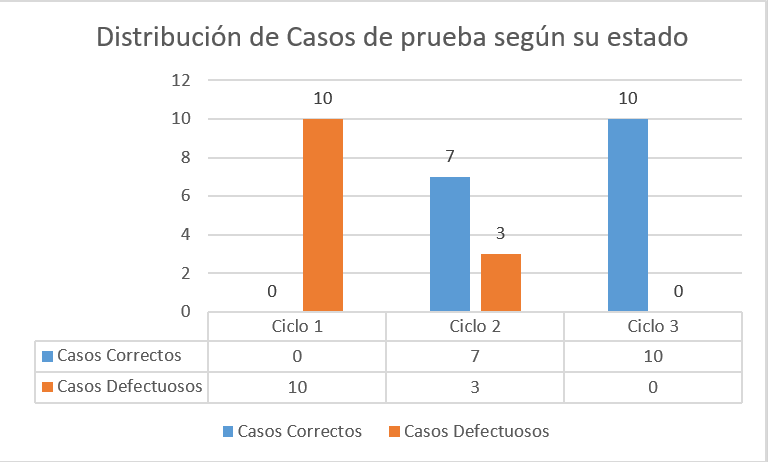 Distribución de Casos de prueba según su estado
12
10
8
6
4
2
0
0
10
7
3
10
0
Ciclo 1 Ciclo 2 Ciclo 3
Casos Correctos 0 7 10
Casos Defectuosos 10 3 0
Casos Correctos Casos Defectuosos